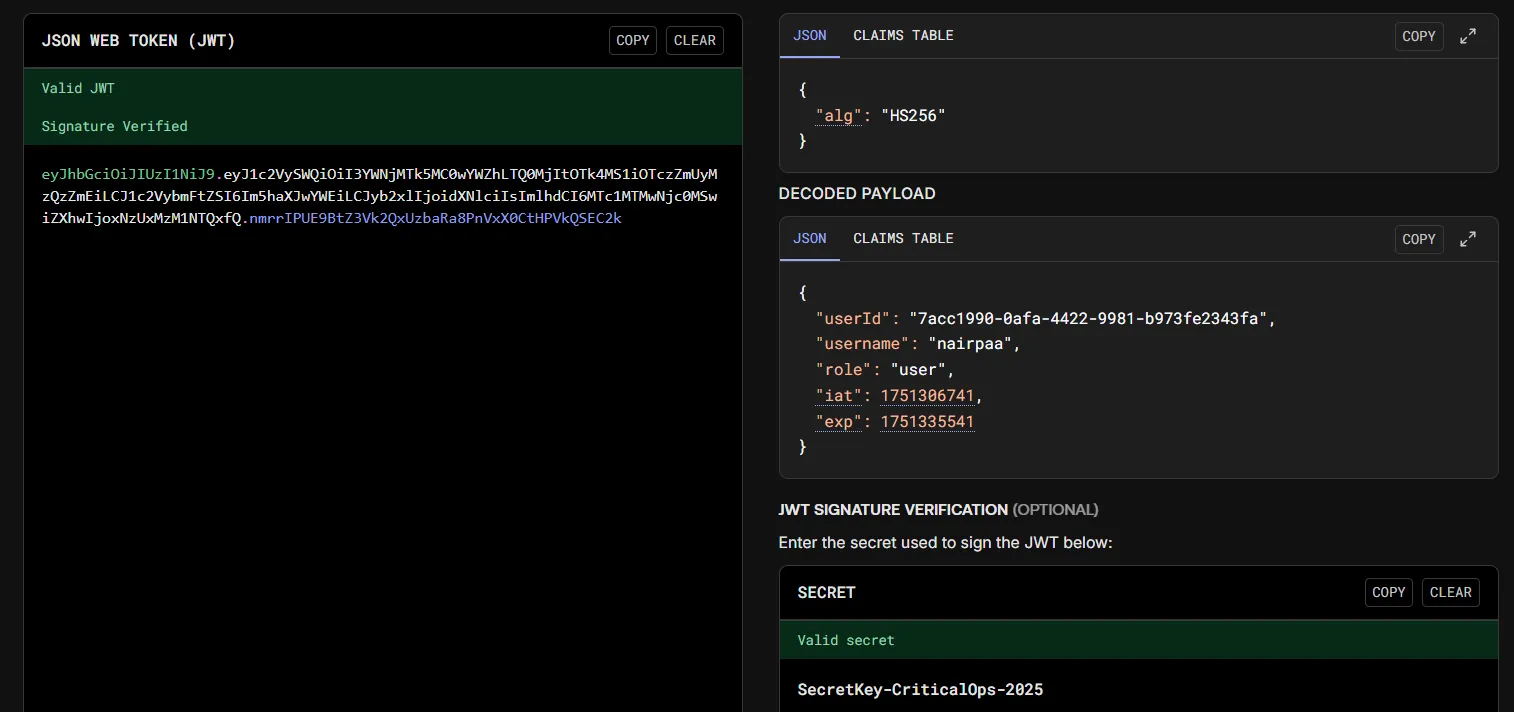 JSON WEB TOKEN (JWT)
COPY
CLEAR
Valid JWT
Signature Verified
eyJhbGciOiJIUzI1NiJ9.eyJ1c2VySWQiOiI3YWNjMTk5MC0wYWZhLTQ0MjItOTk4MS1iOTczZmUyM
zQzZmEiLCJ1c2VybmFtZSI6Im5haXJwYWEiLCJyb2xlIjoidXNlciIsImlhdCI6MTc1MTMwNjc0MSw
iZXhwIjoxNzUxMzM1NTQxfQ.nmrrIPUE9BtZ3Vk2QxUzbaRa8PnVxX0CtHPVkQSEC2k
JSON
CLAIMS TABLE
COPY
{
"alg": "HS256"
}
DECODED PAYLOAD
JSON
CLAIMS TABLE
COPY
{
"userId": "7acc1990-0afa-4422-9981-b973fe2343fa",
"username": "nairpaa",
"role": "user",
"iat": 1751306741,
"exp": 1751335541
}
JWT SIGNATURE VERIFICATION (OPTIONAL)
Enter the secret used to sign the JWT below:
SECRET
COPY
CLEAR
Valid secret
SecretKey-CriticalOps-2025